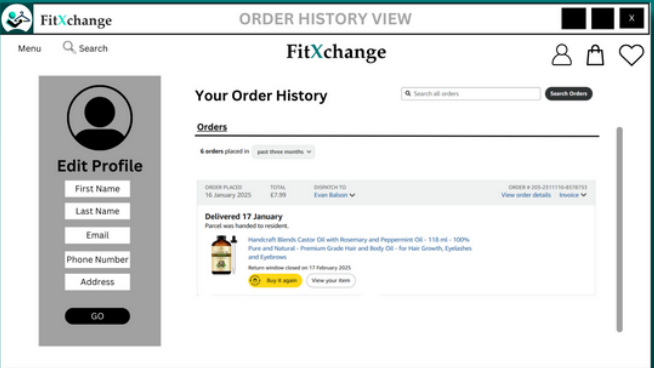 FitXchange
ORDER HISTORY VIEW
X
Menu
Search
FitXchange
Edit Profile
First Name
Last Name
Email
Phone Number
Address
GO
Your Order History
Search all orders
Search Orders
Orders
6 orders placed in past three months
ORDER PLACED TOTAL DISPATCH TO ORDER # 203-2311110-8578753
16 January 2025 £7.99 Evan Balson View order details Invoice
Delivered 17 January
Parcel was handed to resident.
Handcraft Blends Castor Oil with Rosemary and Peppermint Oil - 118 ml - 100%
Pure and Natural - Premium Grade Hair and Body Oil - for Hair Growth, Eyelashes
and Eyebrows
Return window closed on 17 February 2025
Buy it again
View your item